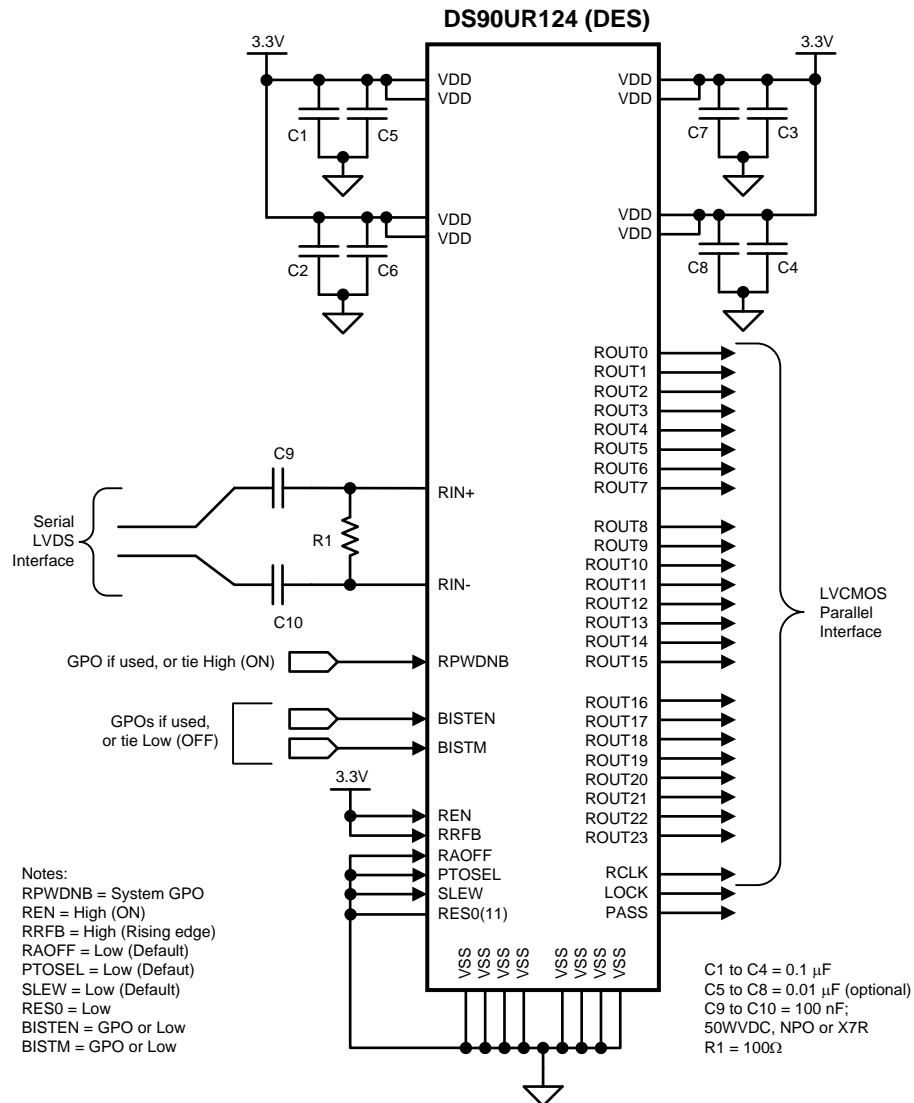 DS90UR124 (DES)
3.3V
3.3V
VDD
VDD
VDD
VDD
C1
C5
C7
C3
VDD
VDD
VDD
VDD
C2
C6
C8
C4
ROUT0
ROUT1
ROUT2
ROUT3
ROUT4
ROUT5
ROUT6
ROUT7
C9
RIN+
Serial
LVDS
Interface
R1
RIN-
C10
ROUT8
ROUT9
ROUT10
ROUT11
ROUT12
ROUT13
ROUT14
ROUT15
LVCMOS
Parallel
Interface
GPO if used, or tie High (ON)
RPWDNB
GPOs if used,
or tie Low (OFF)
BISTEN
BISTM
ROUT16
ROUT17
ROUT18
ROUT19
ROUT20
ROUT21
ROUT22
ROUT23
3.3V
REN
RRFB
RAOFF
PTOSEL
SLEW
RES0(11)
RCLK
LOCK
PASS
VSS
VSS
VSS
VSS
VSS
VSS
VSS
VSS
Notes:
RPWDNB = System GPO
REN = High (ON)
RRFB = High (Rising edge)
RAOFF = Low (Default)
PTOSEL = Low (Defaut)
SLEW = Low (Default)
RES0 = Low
BISTEN = GPO or Low
BISTM = GPO or Low
C1 to C4 = 0.1 μF
C5 to C8 = 0.01 μF (optional)
C9 to C10 = 100 nF;
50WVDC, NPO or X7R
R1 = 100Ω